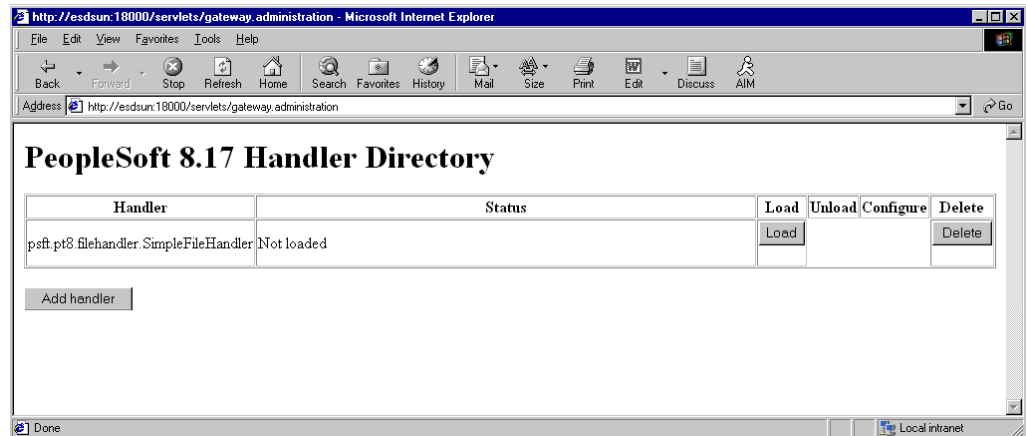 http://esdsun:18000/servlets/gateway.administration - Microsoft Internet Explorer
File Edit View Favorites Tools Help
Back Forward Stop Refresh Home Search Favorites History Mail Size Print Edit Discuss AIM
Address http://esdsun:18000/servlets/gateway.administration Go
PeopleSoft 8.17 Handler Directory
Handler Status Load Unload Configure Delete
psft.pt8.filehandler.SimpleFileHandler Not loaded Load Delete
Add handler
Done Local intranet